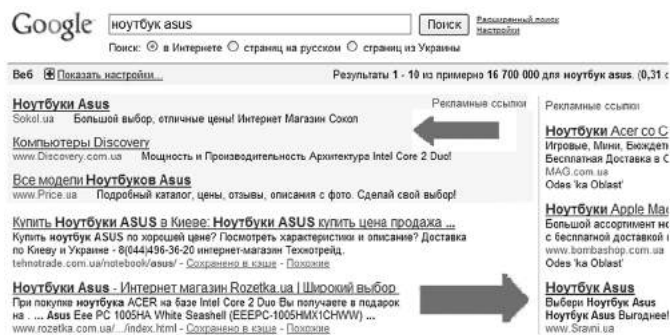 Google
ноутбук asus
Поиск
Расширенный поиск
Настройки
Поиск: в Интернете страниц на русском страниц из Украины
Веб Показать настройки...
Результаты 1 - 10 из примерно 16 700 000 для ноутбук asus. (0,31 с
Ноутбуки Asus
Рекламные ссылки
Sokol.ua Большой выбор, отличные цены! Интернет Магазин Сокол
Компьютеры Discovery
www.Discovery.com.ua Мощность и Производительность Архитектура Intel Core 2 Duo!
Все модели Ноутбуков Asus
www.Price.ua Подробный каталог, цены, отзывы, описания с фото. Сделай свой выбор!
Купить Ноутбуки ASUS в Киеве: Ноутбуки ASUS купить цена продажа ...
Купить ноутбук ASUS по хорошей цене? Посмотреть характеристики и описание? Доставка
по Киеву и Украине - 8(044)496-36-20 интернет-магазин Технотрейд.
tehnotrade.com.ua/notebook/asus/ - Сохранено в кэше - Похожие
Ноутбуки Asus - Интернет магазин Rozetka.ua | Широкий выбор
При покупке ноутбука ACER на базе Intel Core 2 Duo Вы получаете в подарок
на . ... Asus Eee PC 1005HA White Seashell (EEEPC-1005HMX1CHWW) ...
www.rozetka.com.ua/.../index.html - Сохранено в кэше - Похожие
Рекламные ссылки
Ноутбуки Acer со С
Игровые, Мини, Бюджетн
Бесплатная Доставка в С
MAG.com.ua
Odes 'ka Oblast'
Ноутбуки Apple Mac
Большой ассортимент но
с бесплатной доставкой
www.bombashop.com.ua
Odes 'ka Oblast'
Ноутбук Asus
Выбери Ноутбук Asus
Ноутбук Asus Выгоднее!
www.Sravni.ua